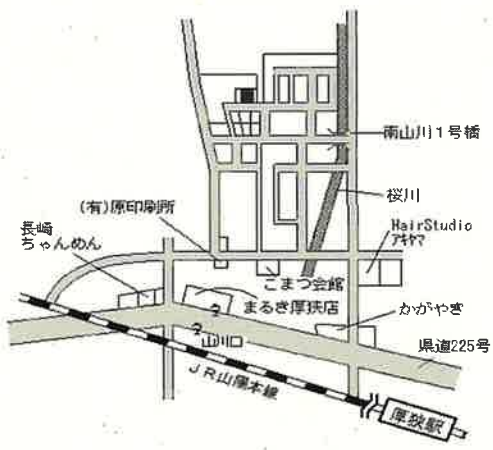 南山川1号橋
桜川
(有)原印刷所
HairStudio
アキヤマ
長崎
ちゃんめん
こまつ会館
まるき厚狭店
かがやき
山川
県道225号
JR山陽本線
厚狭駅